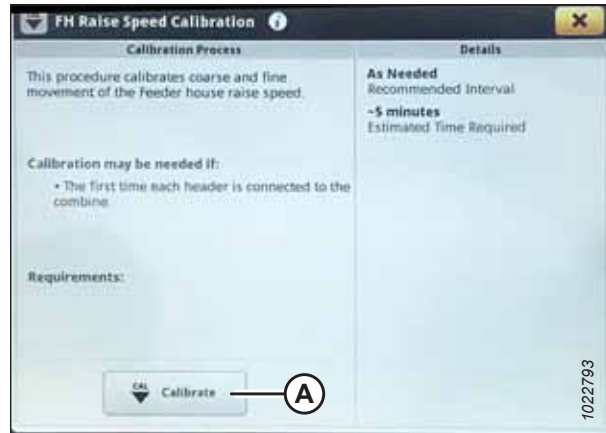 FH Raise Speed Calibration i
Calibration Process
This procedure calibrates coarse and fine
movement of the Feeder house raise speed.
Calibration may be needed if:
• The first time each header is connected to the
combine.
Requirements:
CAL Calibrate
A
Details
As Needed
Recommended Interval
~5 minutes
Estimated Time Required
1022793